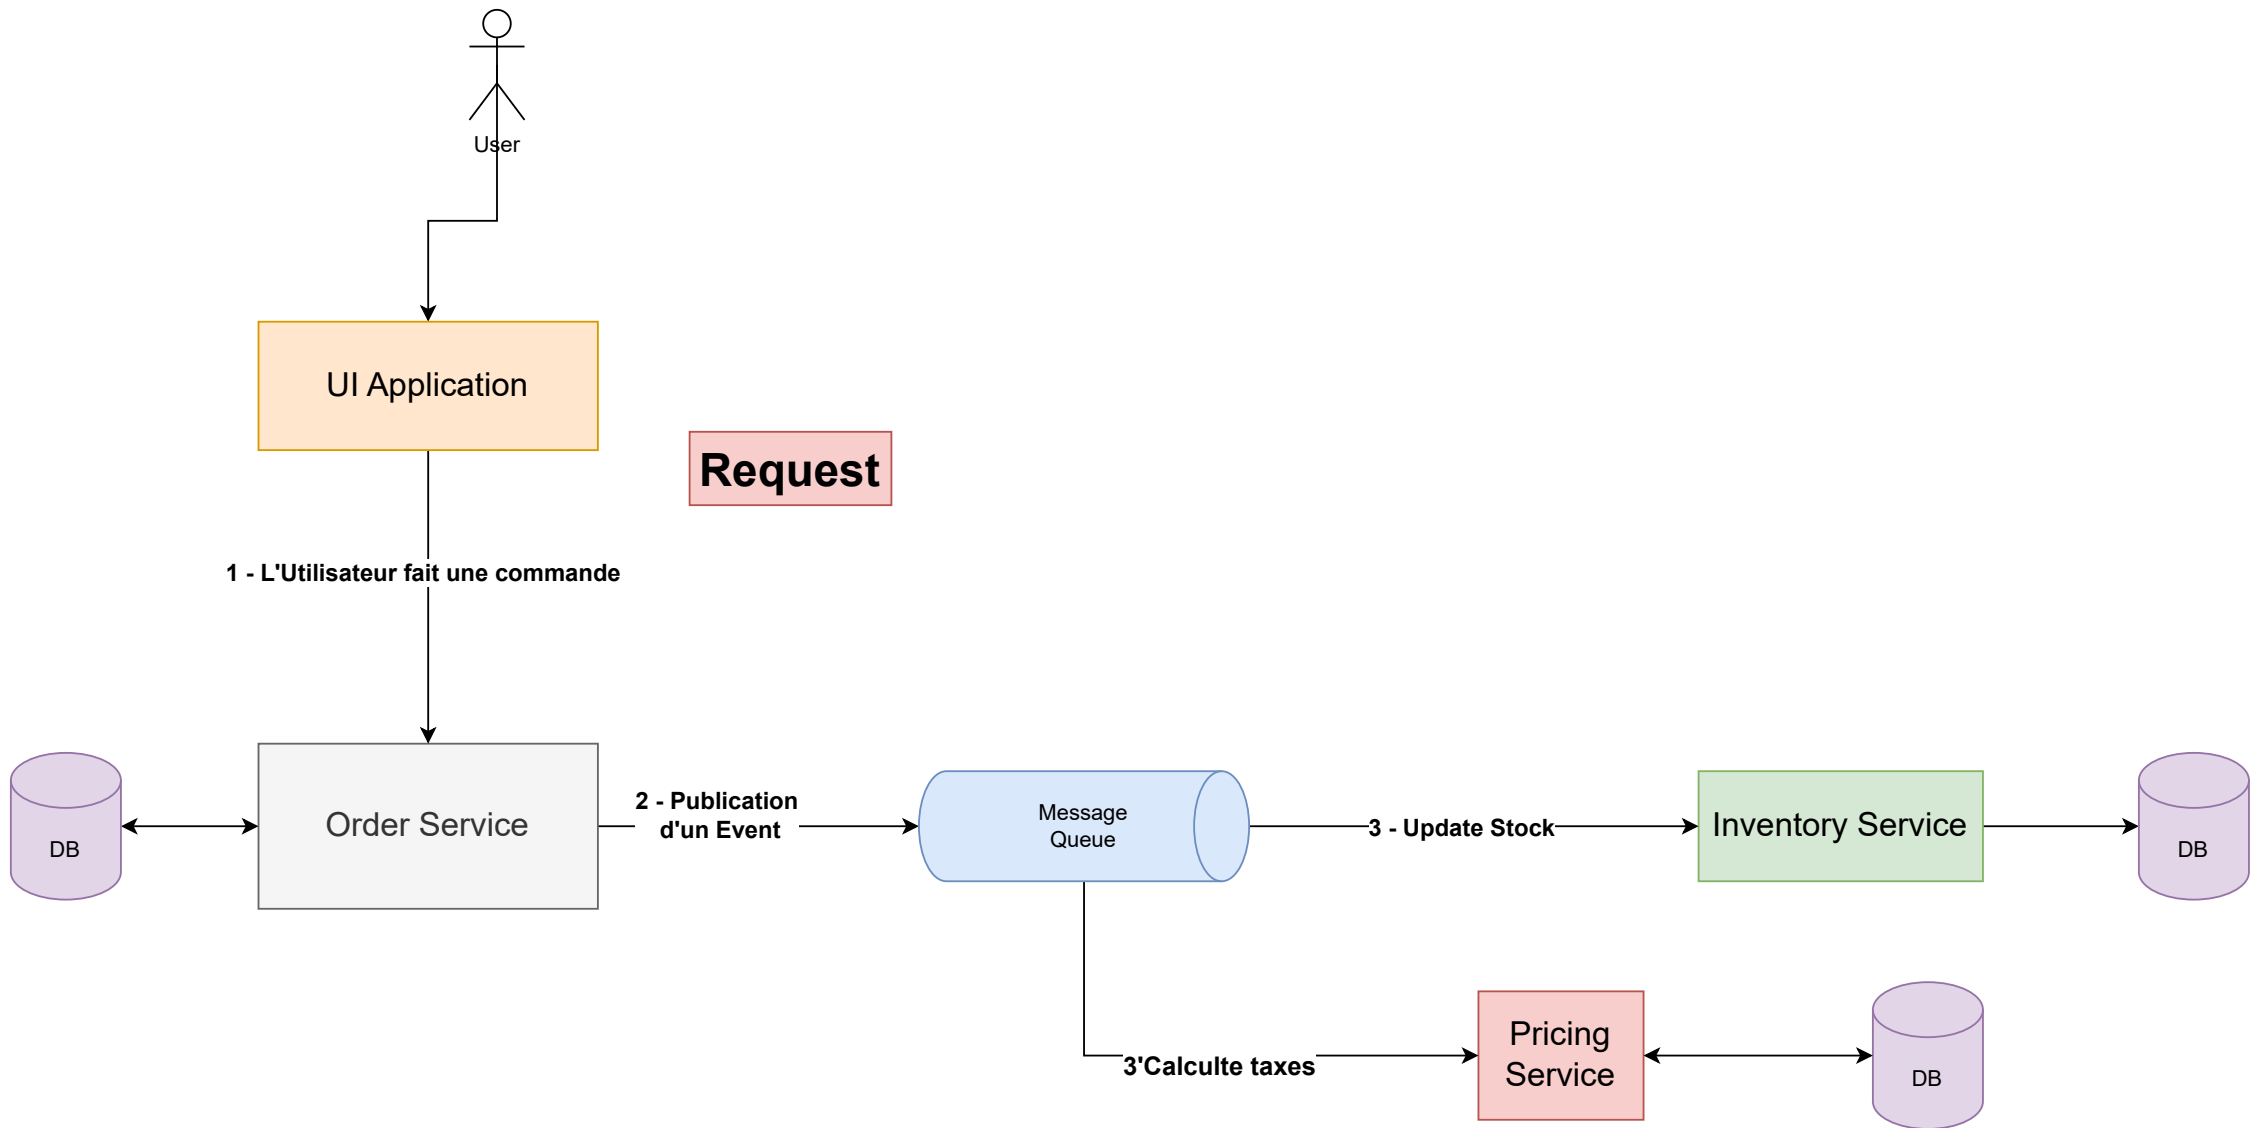 User
UI Application
Request
1 - L'Utilisateur fait une commande
DB
Order Service
2 - Publication
d'un Event
Message
Queue
3 - Update Stock
Inventory Service
DB
3'Calculte taxes
Pricing
Service
DB